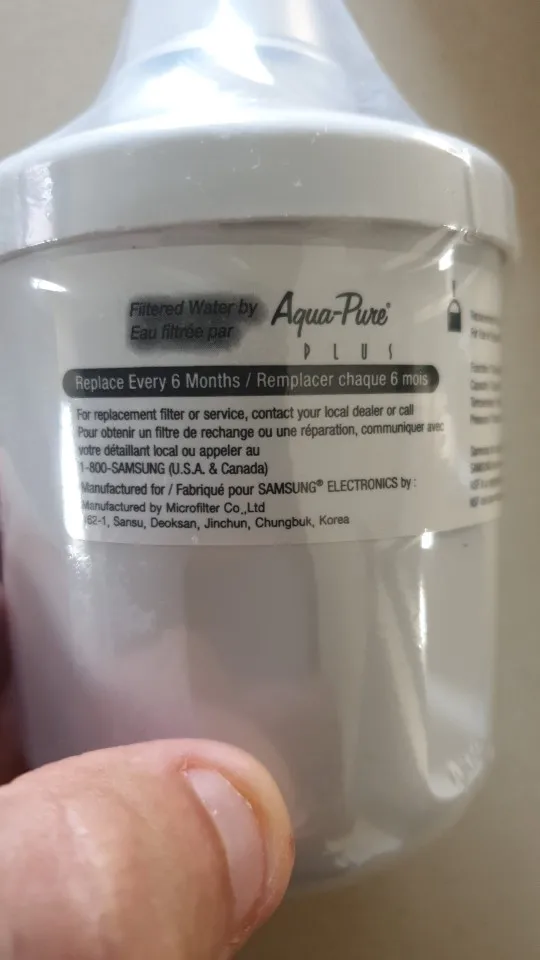 Filtered Water by
Eau filtrée par
Aqua-Pure®
PLUS
Replace Every 6 Months / Remplacer chaque 6 mois
For replacement filter or service, contact your local dealer or call
Pour obtenir un filtre de rechange ou une réparation, communiquer avec
votre détaillant local ou appeler au
1-800-SAMSUNG (U.S.A. & Canada)
Manufactured for / Fabriqué pour SAMSUNG® ELECTRONICS by :
Manufactured by Microfilter Co.,Ltd
62-1, Sansu, Deoksan, Jinchun, Chungbuk, Korea